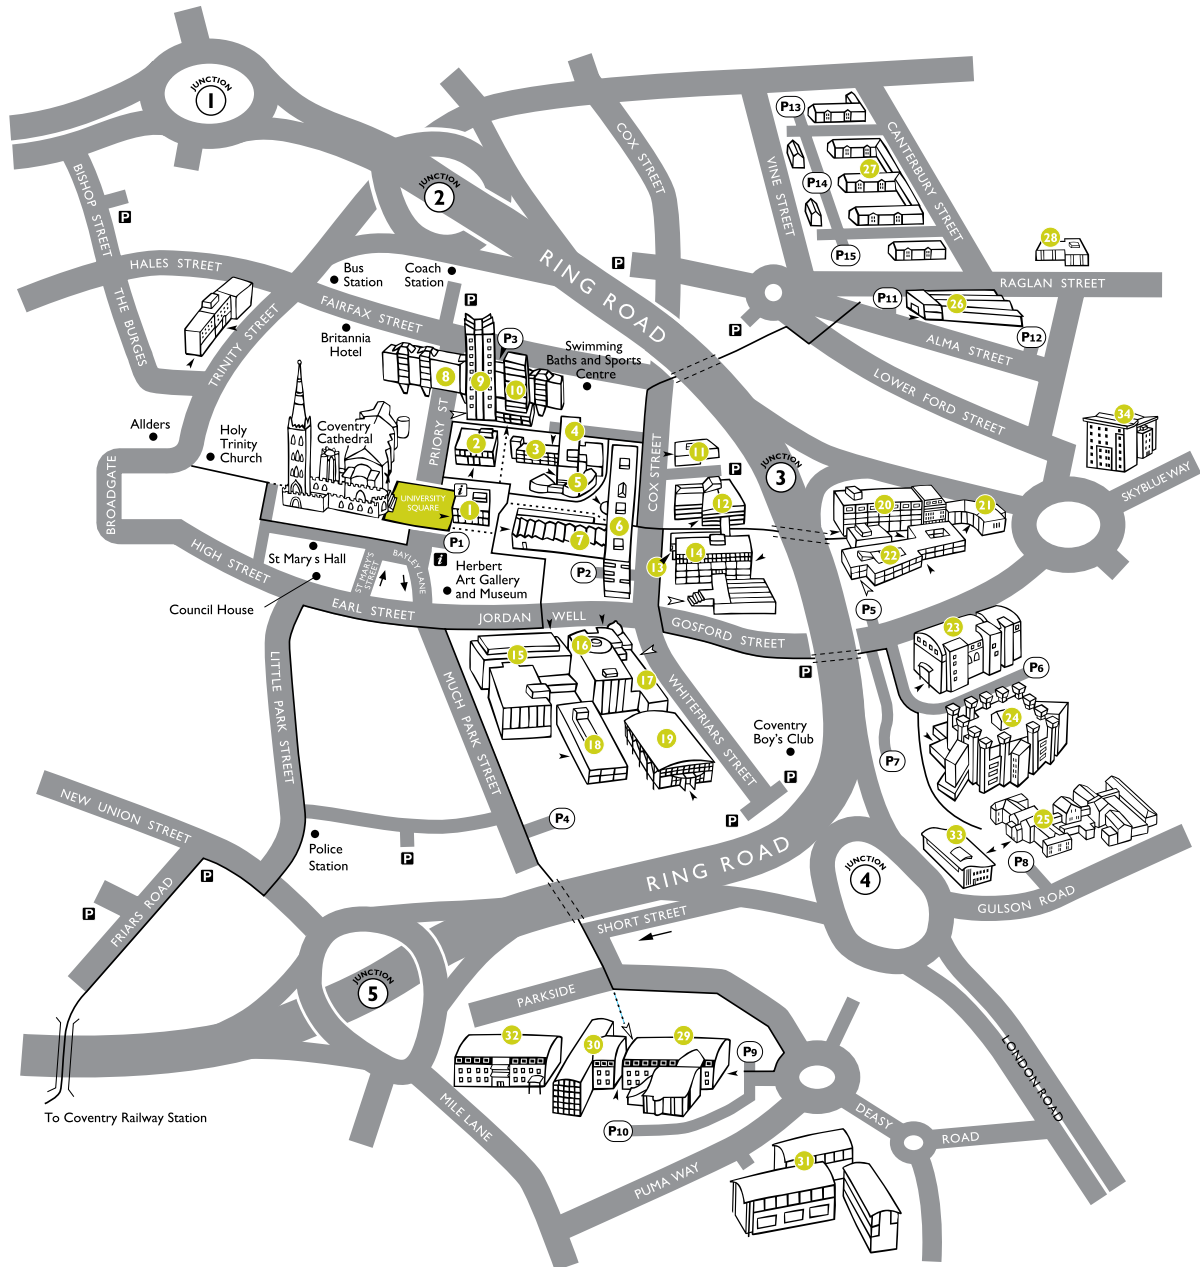 JUNCTION
1
JUNCTION
2
COX STREET
P13
VINE STREET
CANTERBURY STREET
27
P14
P15
28
RAGLAN STREET
BISHOP STREET
P
HALES STREET
THE BURGES
TRINITY STREET
Bus
Station
Coach
Station
P
FAIRFAX STREET
Britannia
Hotel
RING ROAD
P
P
P11
26
P12
ALMA STREET
LOWER FORD STREET
P3
Swimming
Baths and Sports
Centre
8
9
10
PRIORY ST
Allders
Holy
Trinity
Church
Coventry
Cathedral
BROADGATE
2
3
4
5
6
7
i
1
UNIVERSITY
SQUARE
P1
P2
COX STREET
11
P
12
13
14
JUNCTION
3
34
SKYBLUEWAY
20
21
22
P5
HIGH STREET
St Mary's Hall
ST MARY'S
STREET
BAYLEY LANE
i
Herbert
Art Gallery
and Museum
Council House
EARL STREET
JORDAN WELL
GOSFORD STREET
P
LITTLE PARK STREET
MUCH PARK STREET
15
16
17
18
19
WHITEFRIARS STREET
Coventry
Boy's Club
P
P
23
P6
24
P7
25
33
P8
GULSON ROAD
NEW UNION STREET
Police
Station
P
P4
P
FRIARS ROAD
P
RING ROAD
JUNCTION
4
SHORT STREET
JUNCTION
5
PARKSIDE
32
30
29
P9
P10
LONDON ROAD
To Coventry Railway Station
MILE LANE
DEASY
ROAD
PUMA WAY
31